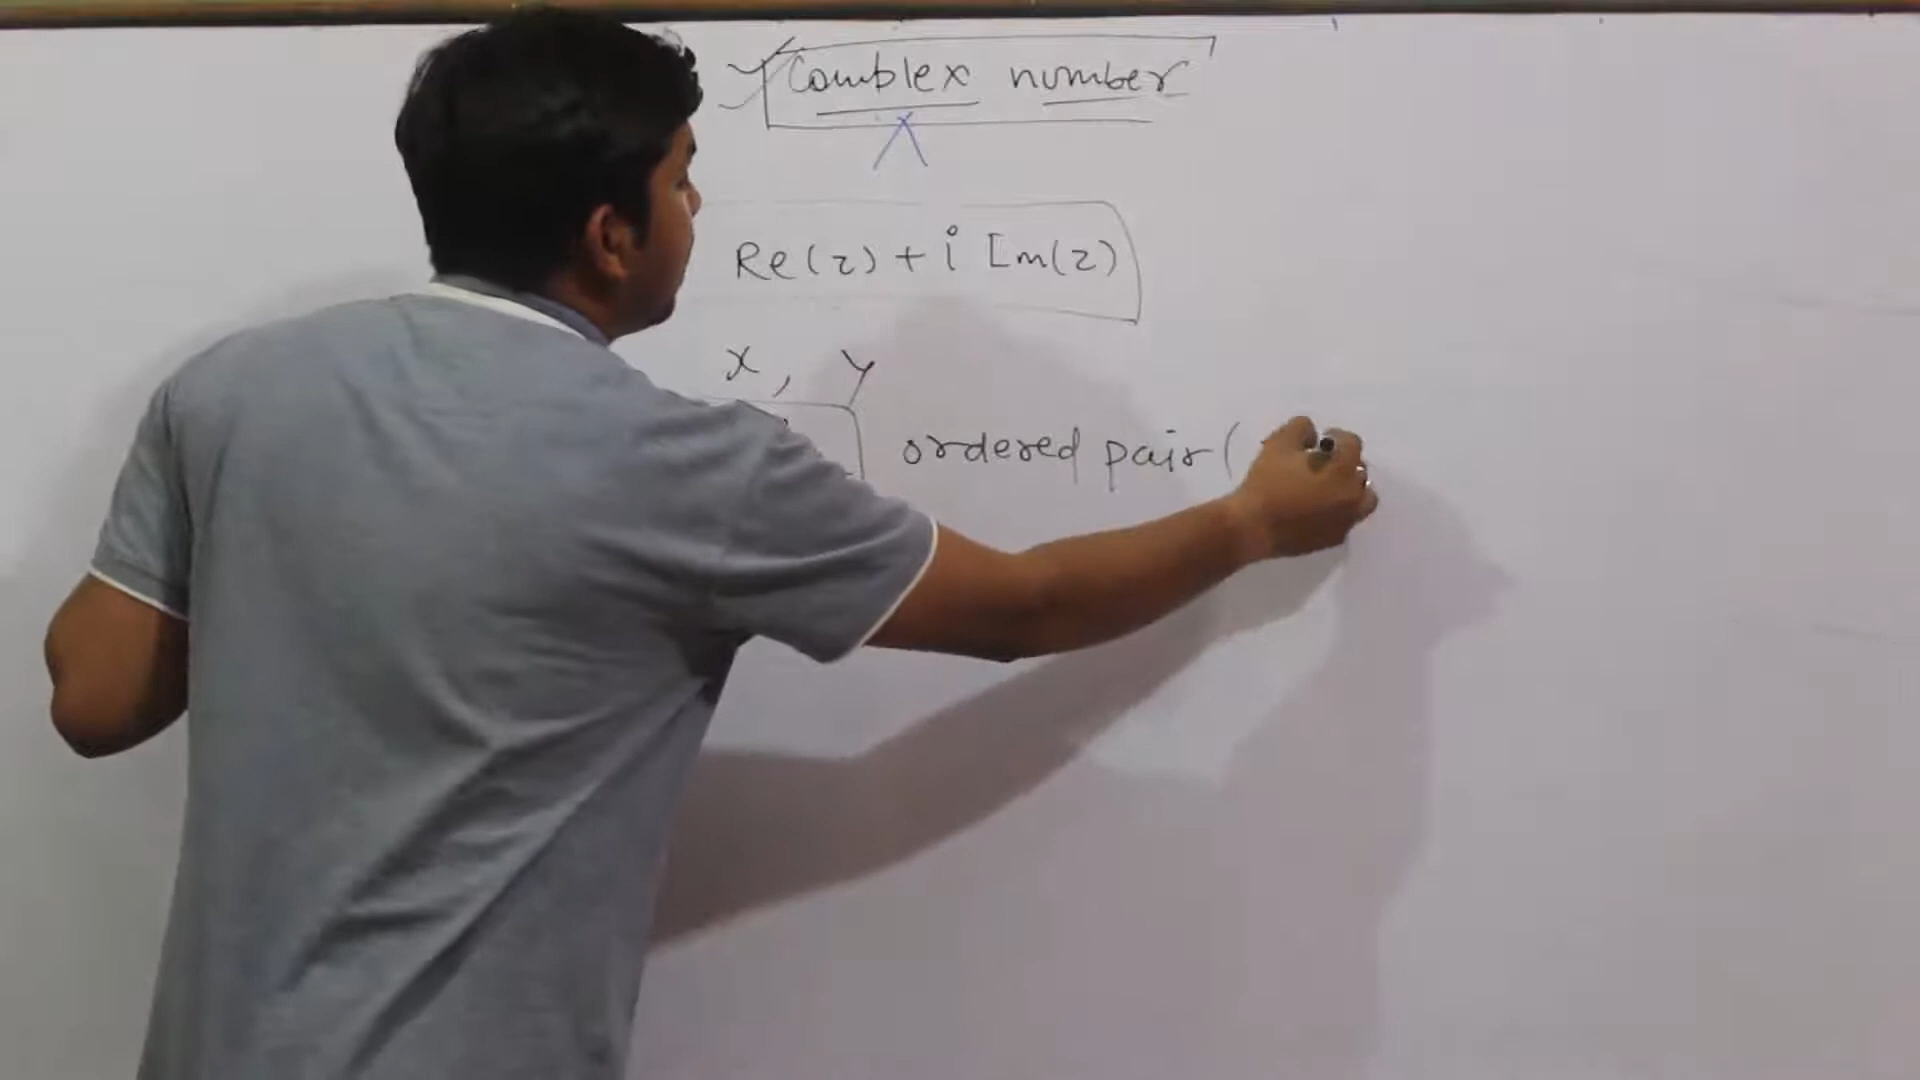 Complex number
Re(z) + i Im(z)
x, y
ordered pair (